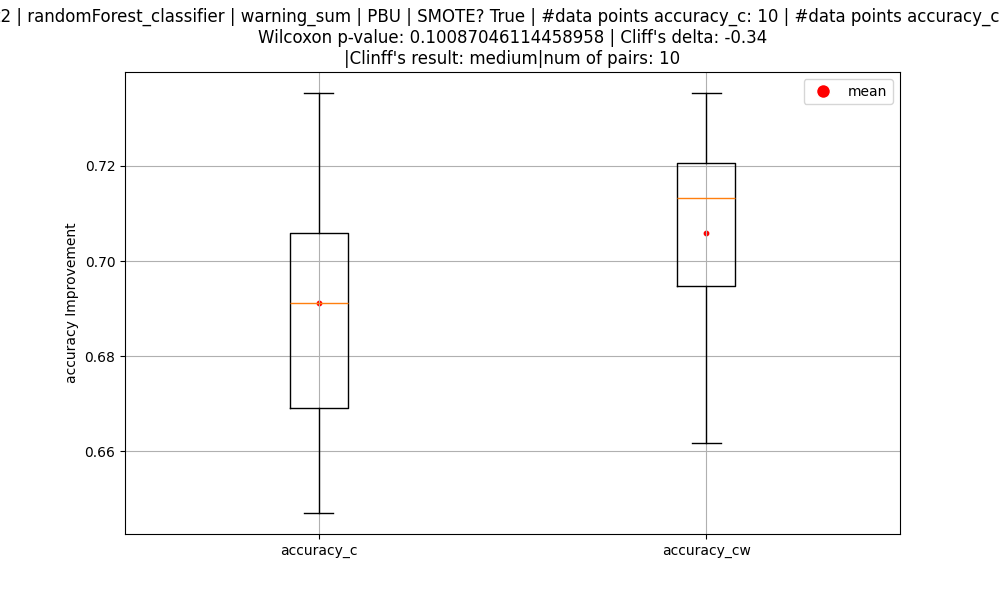 2 | randomForest_classifier | warning_sum | PBU | SMOTE? True | #data points accuracy_c: 10 | #data points accuracy_c
Wilcoxon p-value: 0.10087046114458958 | Cliff's delta: -0.34
|Clinff's result: medium|num of pairs: 10
mean
0.72
0.70
0.68
0.66
accuracy Improvement
accuracy_c
accuracy_cw